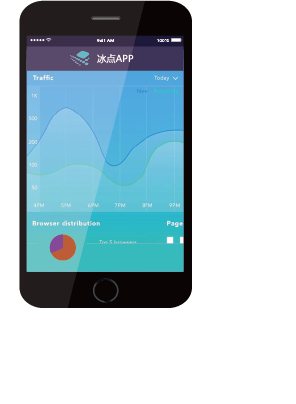 9:41 AM 100%
冰点APP
Traffic Today
1K
500
200
100
50
4PM 5PM 6PM 7PM 8PM 9PM
Browser distribution Page
The 5 browsers